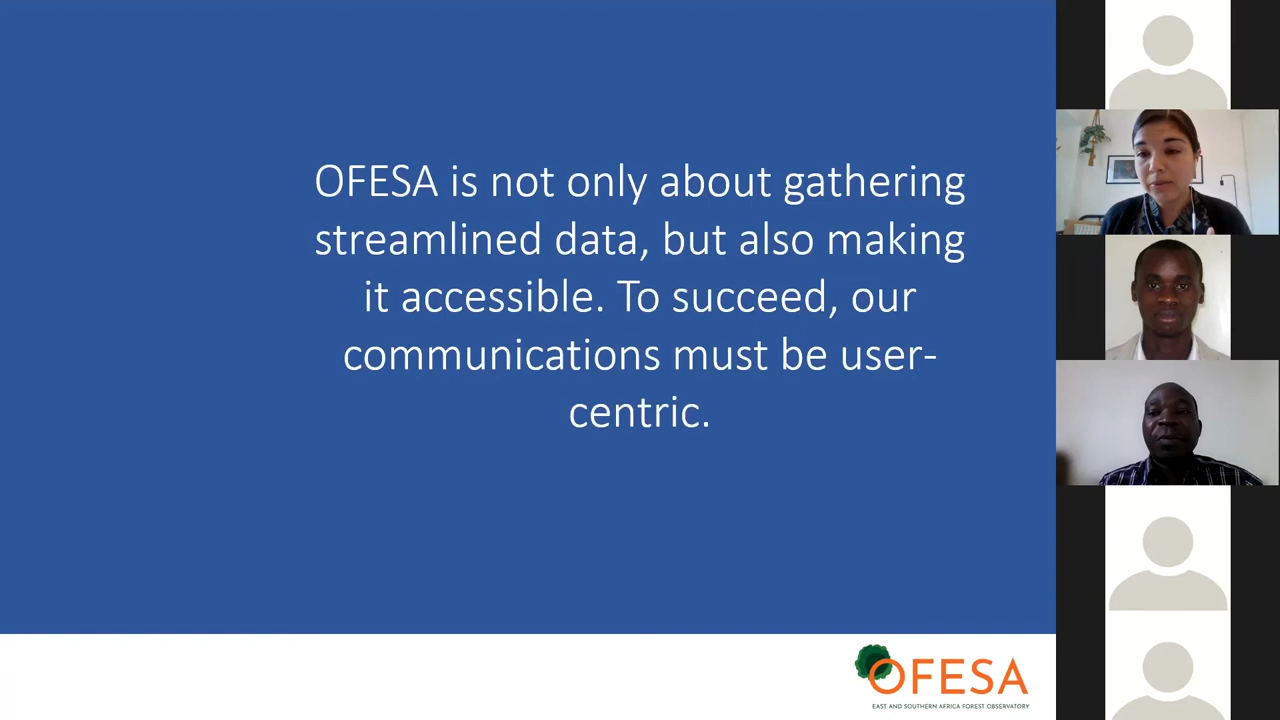 OFESA is not only about gathering
streamlined data, but also making
it accessible. To succeed, our
communications must be user-
centric.
OFESA
EAST AND SOUTHERN AFRICA FOREST OBSERVATORY